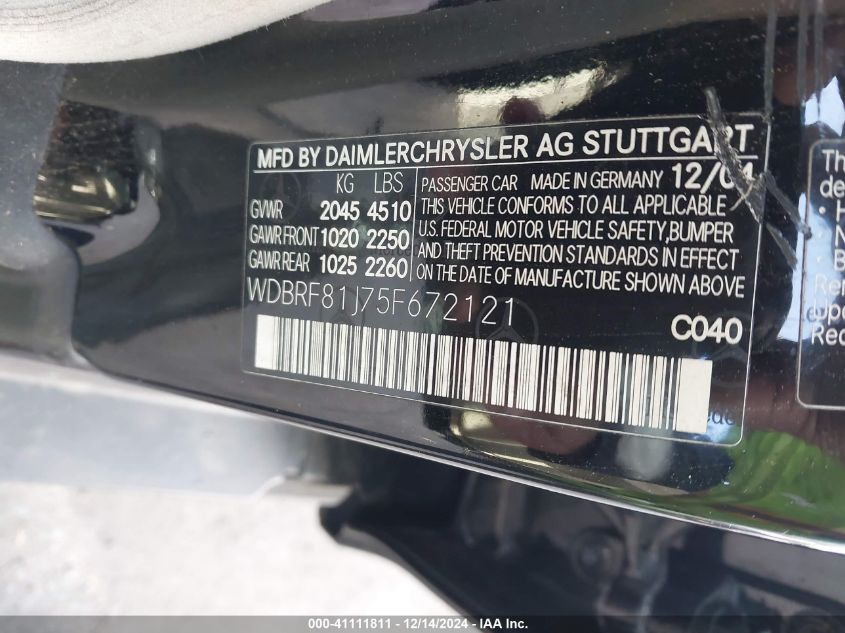 MFD BY DAIMLERCHRYSLER AG STUTTGART
KG LBS
GVWR 2045 4510
GAWR FRONT 1020 2250
GAWR REAR 1025 2260
PASSENGER CAR MADE IN GERMANY 12/04
THIS VEHICLE CONFORMS TO ALL APPLICABLE
U.S. FEDERAL MOTOR VEHICLE SAFETY,BUMPER
AND THEFT PREVENTION STANDARDS IN EFFECT
ON THE DATE OF MANUFACTURE SHOWN ABOVE
WDBRF81J75F672121
C040
000-41111811 - 12/14/2024 - IAA Inc.